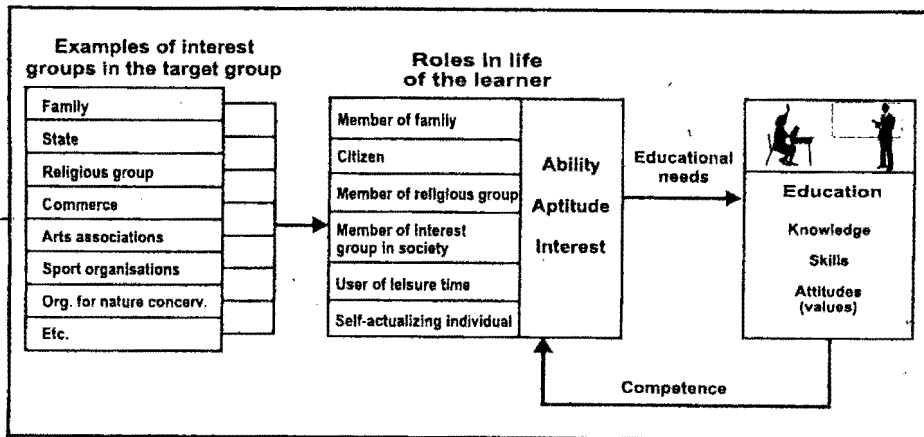 Examples of interest
groups in the target group
Family
State
Religious group
Commerce
Arts associations
Sport organisations
Org. for nature concerv.
Etc.
Roles in life
of the learner
Member of family
Citizen
Member of religious group
Member of interest
group in society
User of leisure time
Self-actualizing individual
Ability
Aptitude
Interest
Educational
needs
Education
Knowledge
Skills
Attitudes
(values)
Competence